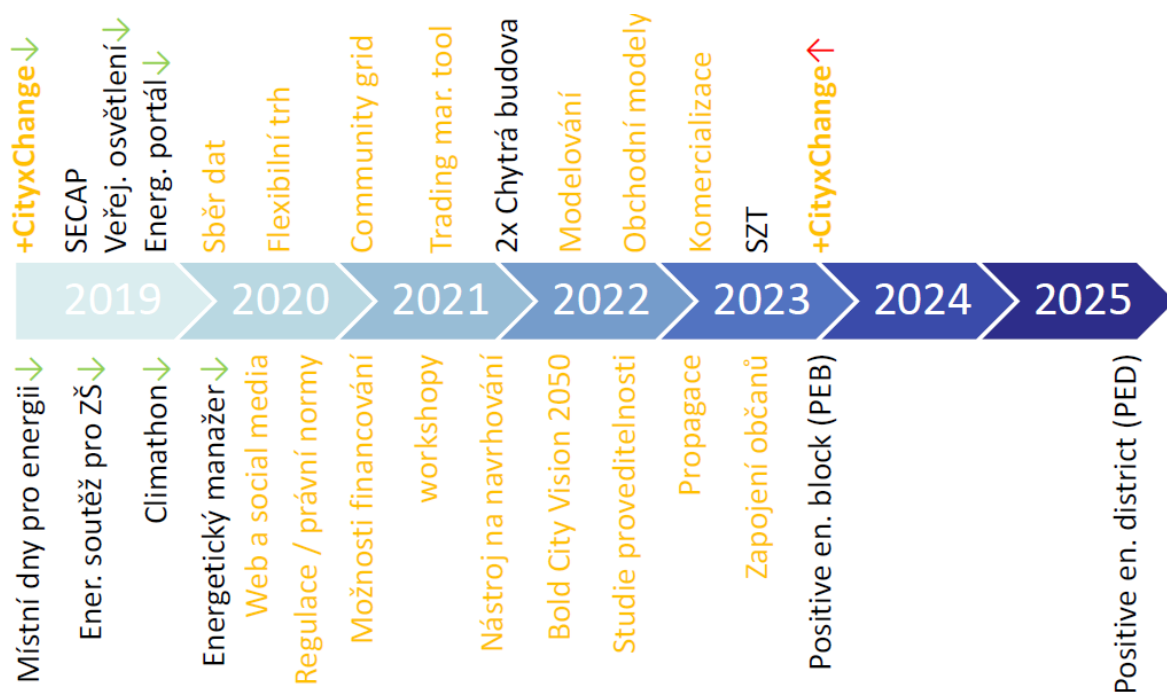 +CityxChange
SECAP
Veřej. osvětlení
Energ. portál
Sběr dat
Flexibilní trh
Community grid
Trading mar. tool
2x Chytrá budova
Modelování
Obchodní modely
Komercializace
SZT
+CityxChange
2019
2020
2021
2022
2023
2024
2025
Místní dny pro energii
Ener. soutěž pro ZŠ
Climathon
Energetický manažer
Web a social media
Regulace / právní normy
Možnosti financování
workshopy
Nástroj na navrhování
Bold City Vision 2050
Studie proveditelnosti
Propagace
Zapojení občanů
Positive en. block (PEB)
Positive en. district (PED)